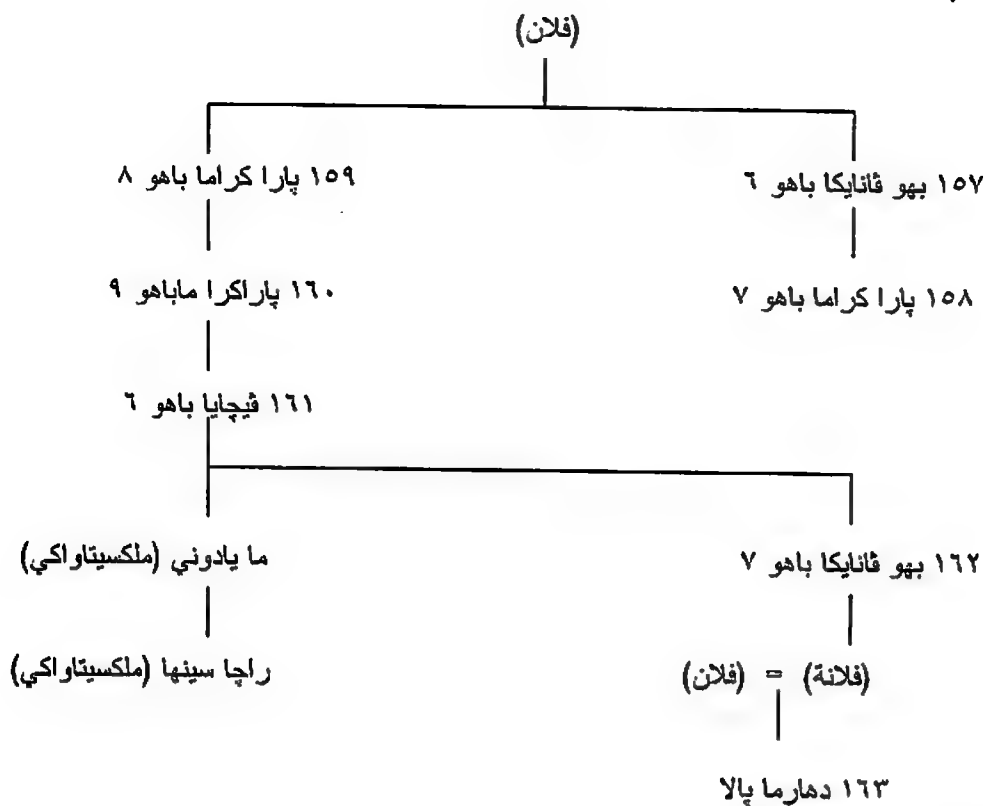 (فلان)
١٥٧ بهو ڤانايكا باهو ٦
١٥٩ پارا كراما باهو ٨
١٥٨ پارا كراما باهو ٧
١٦٠ پاراكرا ماباهو ٩
١٦١ ڤيچايا باهو ٦
١٦٢ بهو ڤانايكا باهو ٧
ما يادوني (ملكسيتاواكي)
(فلانة) = (فلان)
راچا سينها (ملكسيتاواكي)
١٦٣ دهارما پالا